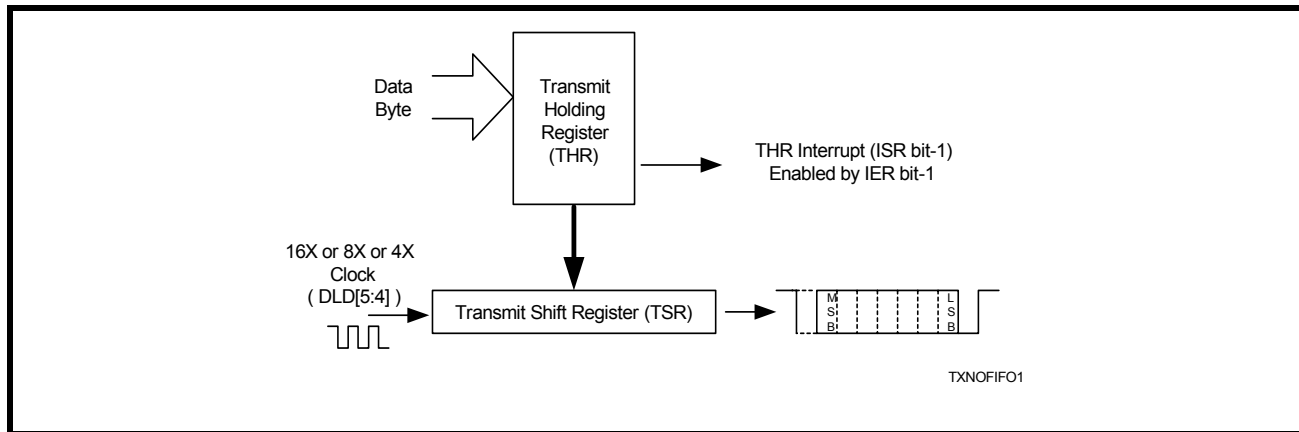 Data
Byte
Transmit
Holding
Register
(THR)
THR Interrupt (ISR bit-1)
Enabled by IER bit-1
16X or 8X or 4X
Clock
( DLD[5:4] )
Transmit Shift Register (TSR)
M
S
B
L
S
B
TXNOFIFO1